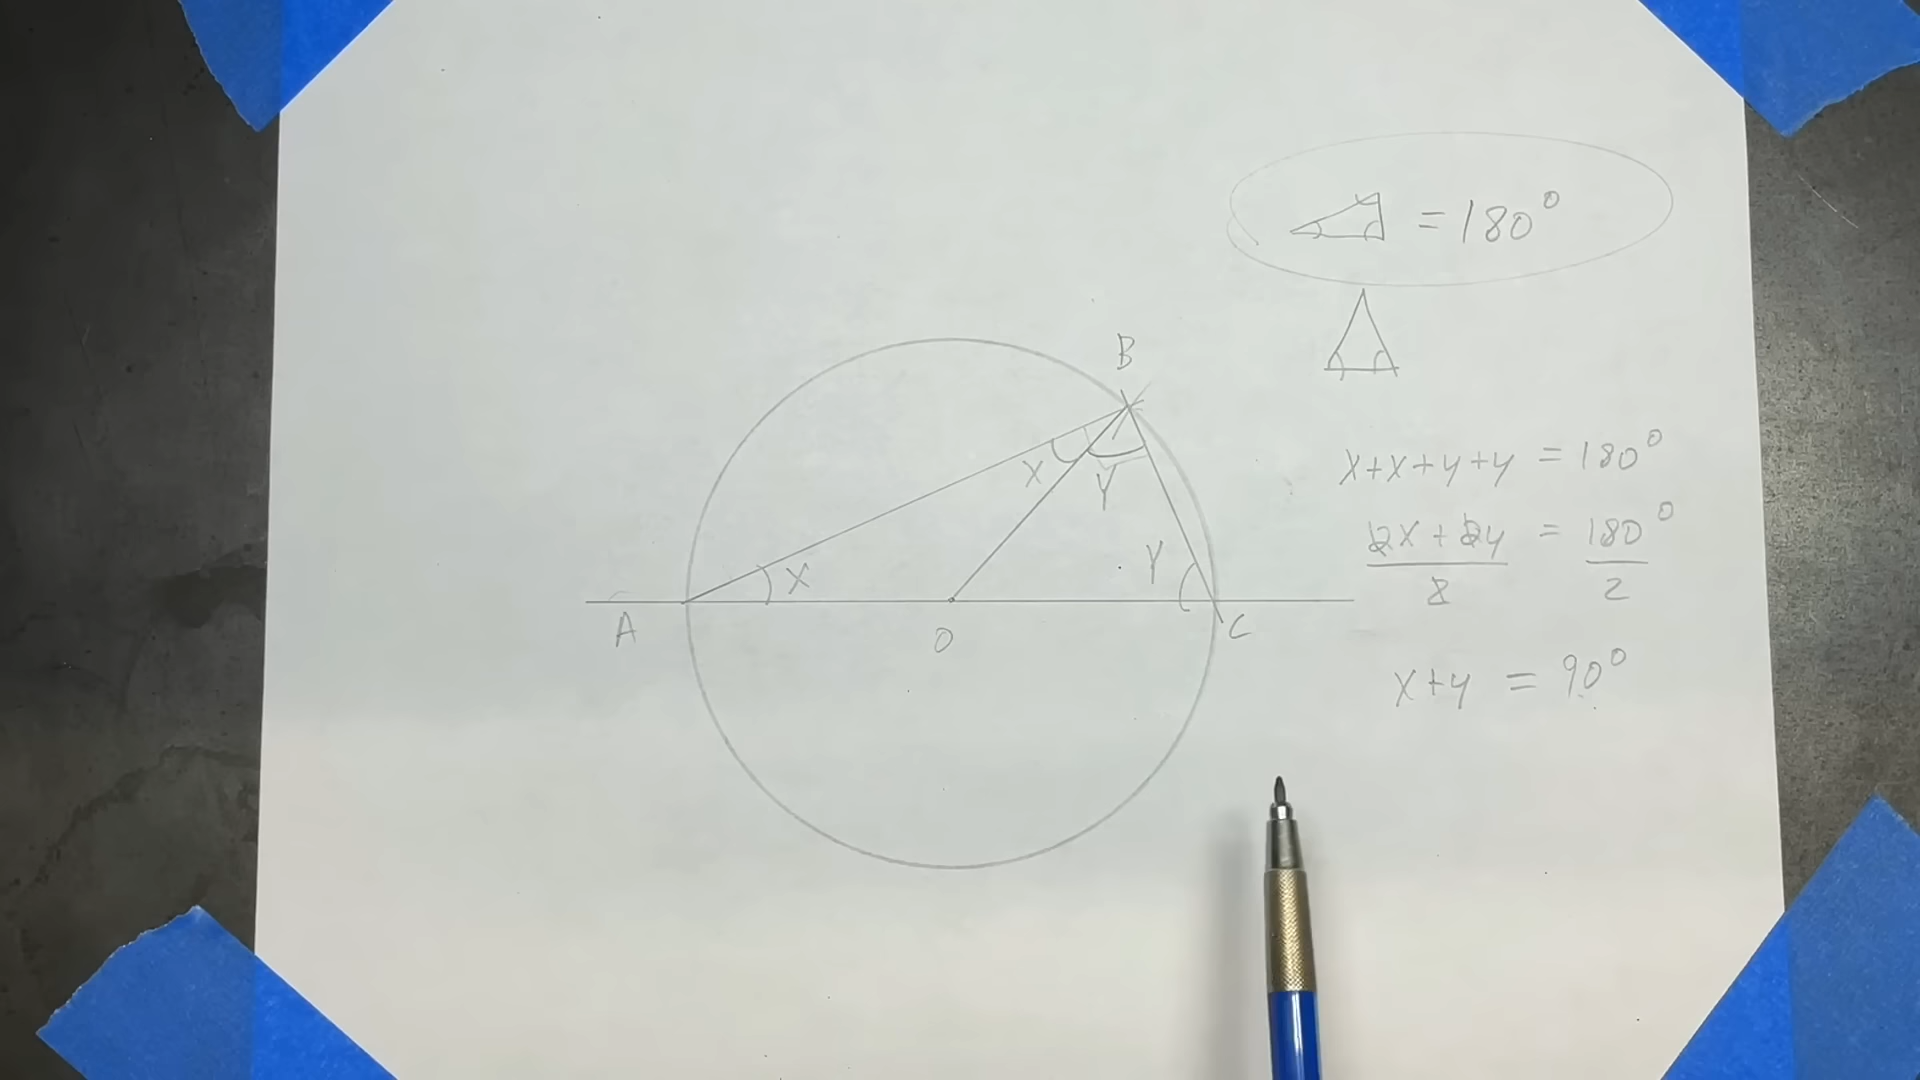 = 180°
B
X
Y
X
Y
A
O
C
X+X+y+y = 180°
2X + 2y = 180°
2 2
X+y = 90°